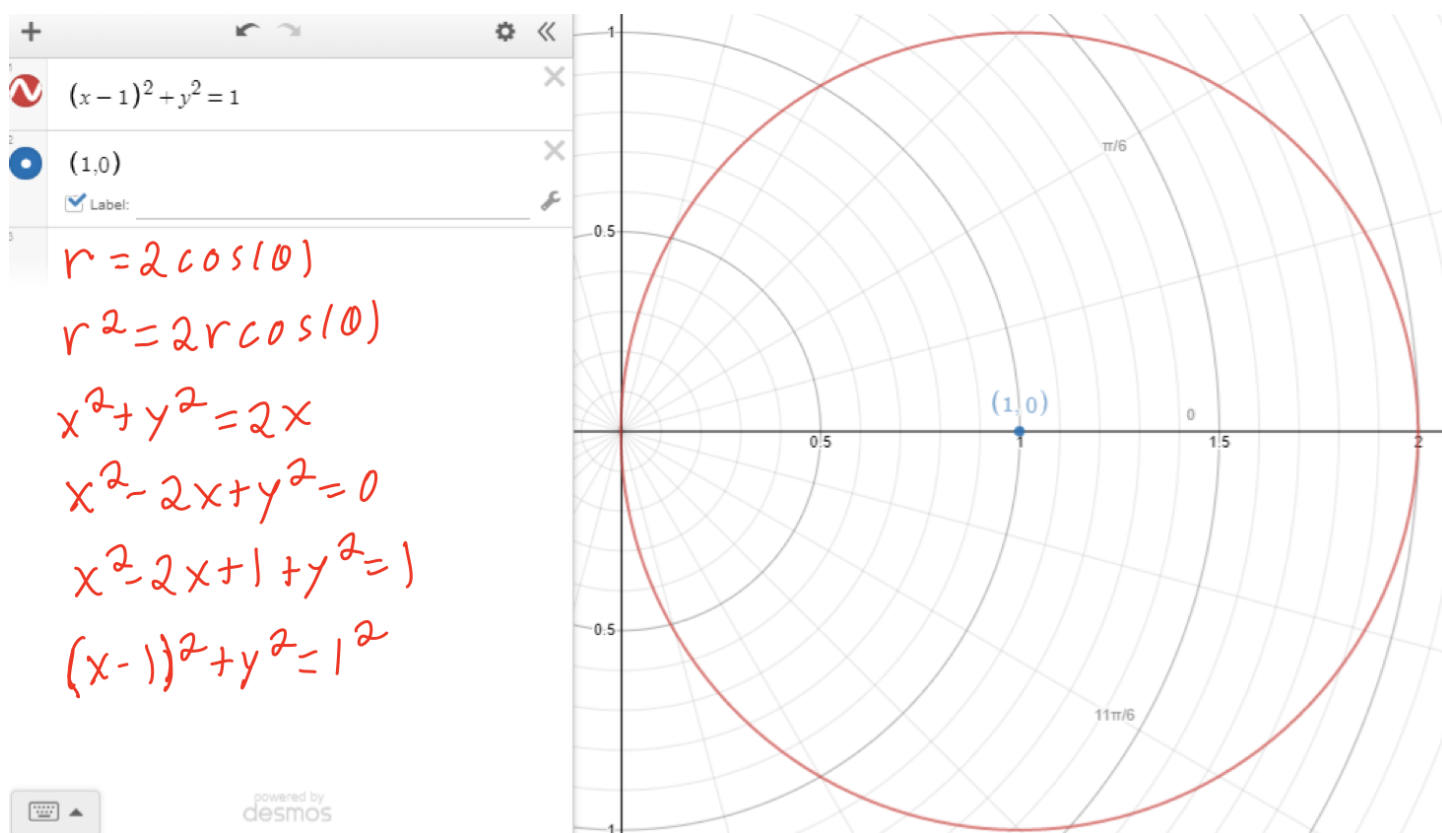 (x − 1)² + y² = 1
(1,0)
Label:
r = 2cos(θ)
r² = 2rcos(θ)
x² + y² = 2x
x² - 2x + y² = 0
x² - 2x + 1 + y² = 1
(x - 1)² + y² = 1²
powered by
desmos
1
π/6
0.5
(1, 0)
0
0.5
1
1.5
2
0.5
11π/6
1